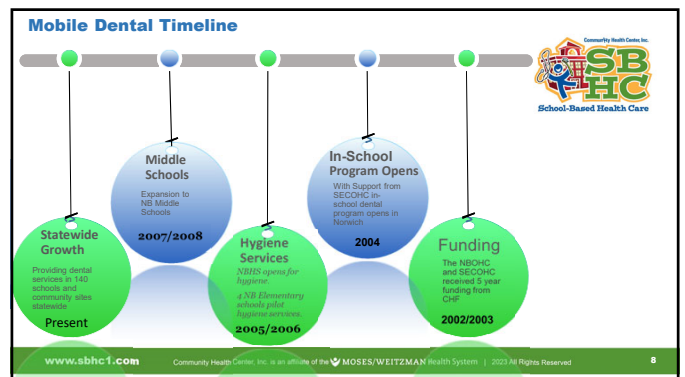 Mobile Dental Timeline
Community Health Center, Inc.
SB
HC
School-Based Health Care
Statewide
Growth
Providing dental
services in 140
schools and
community sites
statewide
Present
Middle
Schools
Expansion to
NB Middle
Schools
2007/2008
Hygiene
Services
NBHS opens for
hygiene.
4 NB Elementary
schools pilot
hygiene services.
2005/2006
In-School
Program Opens
With Support from
SECOHC in-
school dental
program opens in
Norwich
2004
Funding
The NBOHC
and SECOHC
received 5 year
funding from
CHF
2002/2003
www.sbhc1.com
Community Health Center, Inc. is an affiliate of the MOSES/WEITZMAN Health System | 2023 All Rights Reserved
8